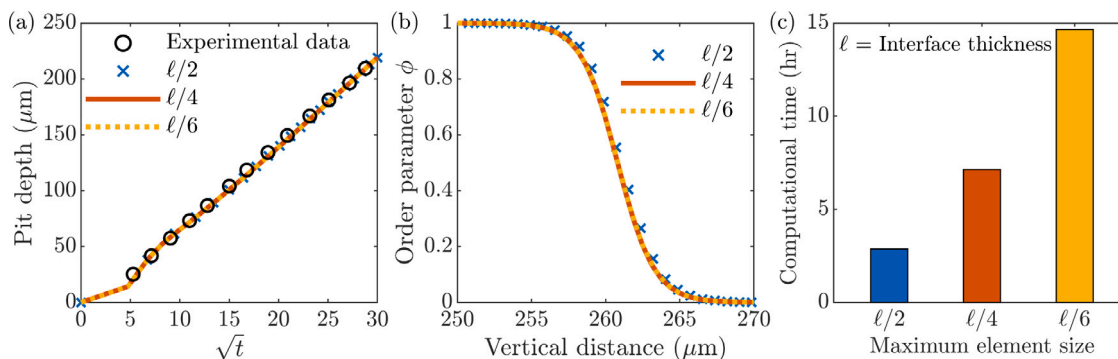 (a)
Pit depth (μm)
250
200
150
100
50
0
Experimental data
ℓ/2
ℓ/4
ℓ/6
0 5 10 15 20 25 30
√t
(b)
Order parameter ϕ
1
0.8
0.6
0.4
0.2
0
ℓ/2
ℓ/4
ℓ/6
250 255 260 265 270
Vertical distance (μm)
(c)
Computational time (hr)
15
10
5
0
ℓ = Interface thickness
ℓ/2 ℓ/4 ℓ/6
Maximum element size